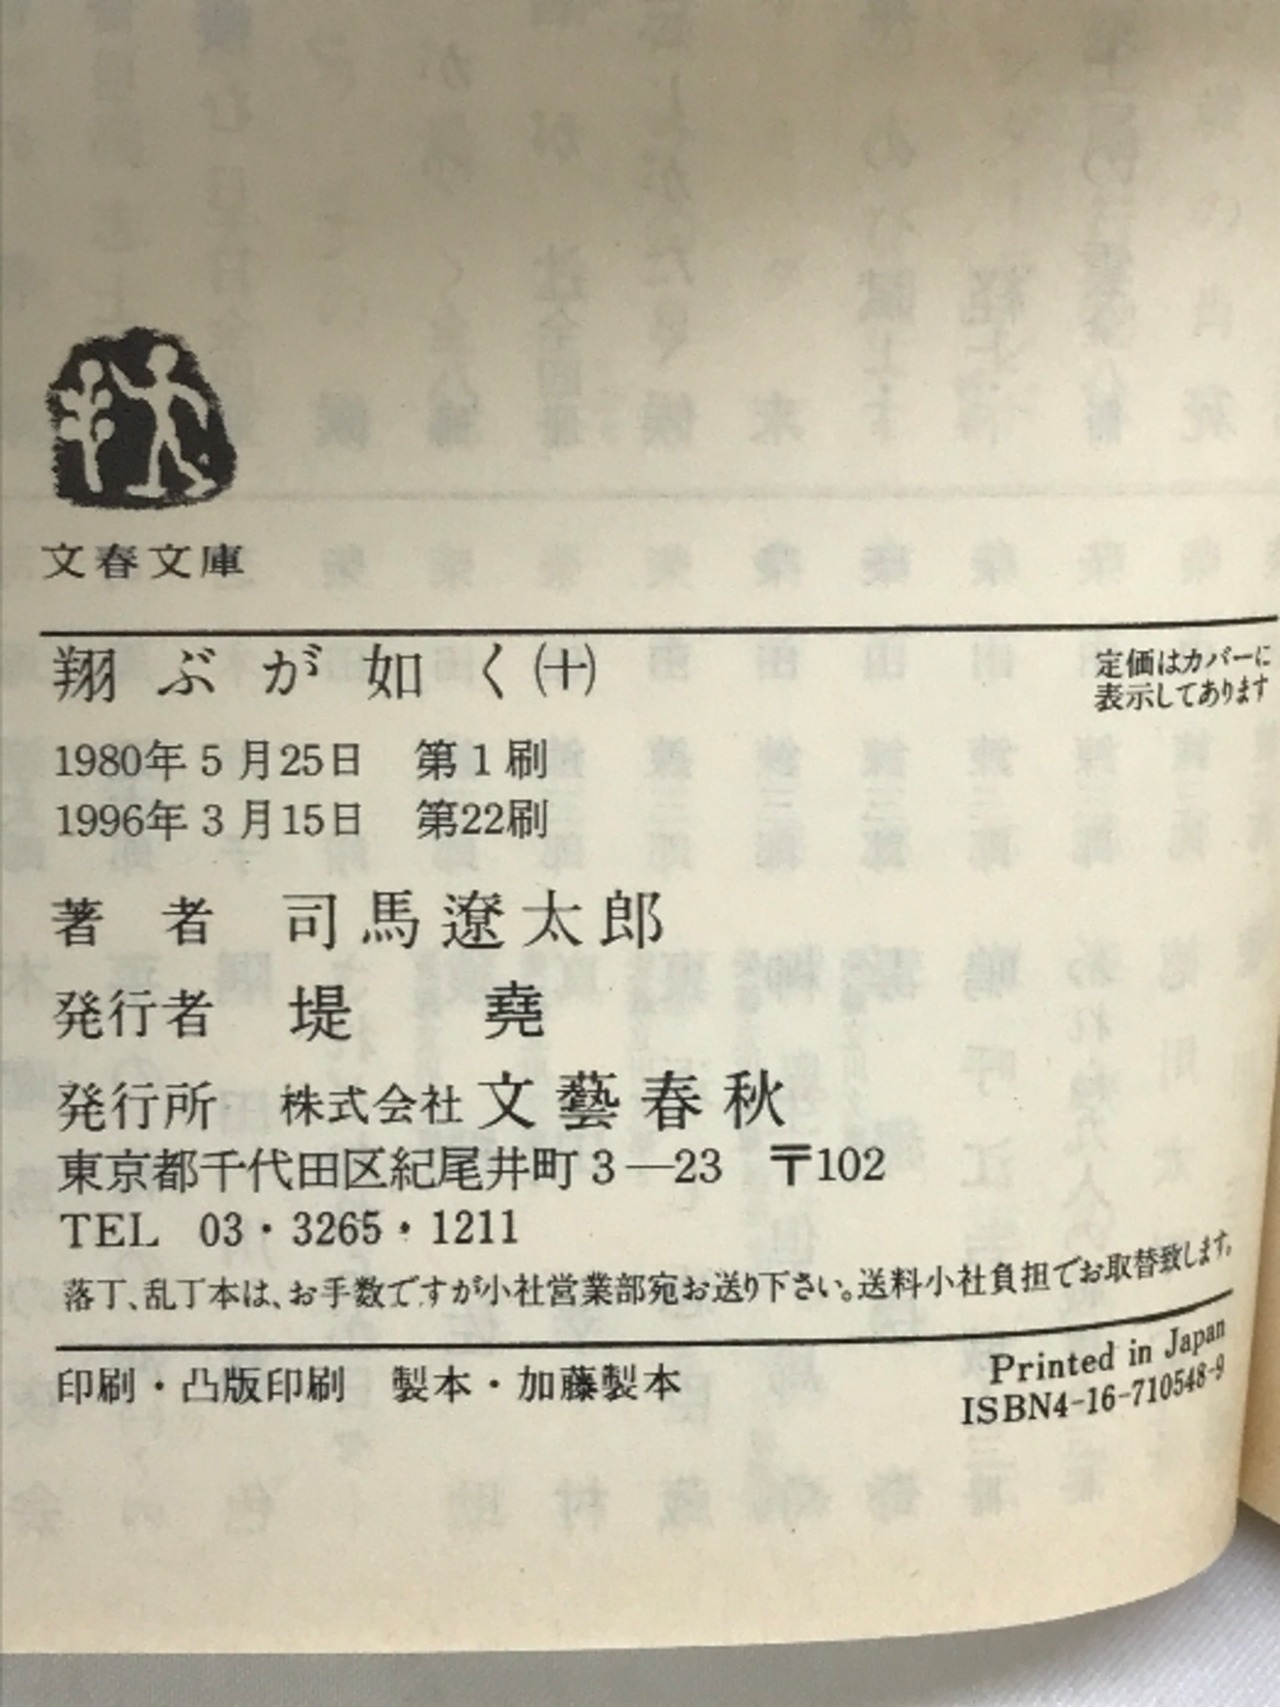 文春文庫
翔ぶが如く㈩
定価はカバーに
表示してあります
1980年5月25日 第1刷
1996年3月15日 第22刷
著者 司馬遼太郎
発行者 堤堯
発行所 株式会社文藝春秋
東京都千代田区紀尾井町3―23 〒102
TEL 03・3265・1211
落丁、乱丁本は、お手数ですが小社営業部宛お送り下さい。送料小社負担でお取替致します。
印刷・凸版印刷 製本・加藤製本
Printed in Japan
ISBN4-16-710548-9